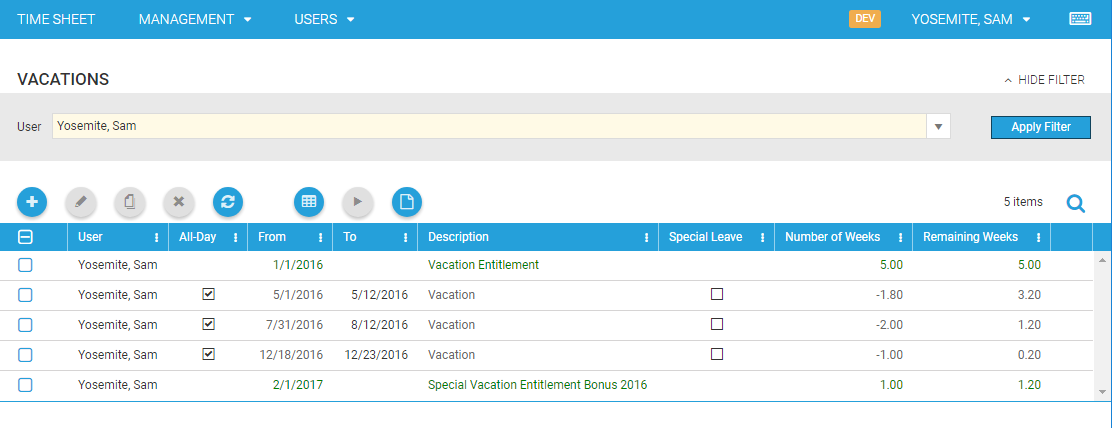 TIME SHEET MANAGEMENT USERS DEV YOSEMITE, SAM
VACATIONS HIDE FILTER
User Yosemite, Sam Apply Filter
5 items
User All-Day From To Description Special Leave Number of Weeks Remaining Weeks
Yosemite, Sam 1/1/2016 Vacation Entitlement 5.00 5.00
Yosemite, Sam 5/1/2016 5/12/2016 Vacation -1.80 3.20
Yosemite, Sam 7/31/2016 8/12/2016 Vacation -2.00 1.20
Yosemite, Sam 12/18/2016 12/23/2016 Vacation -1.00 0.20
Yosemite, Sam 2/1/2017 Special Vacation Entitlement Bonus 2016 1.00 1.20